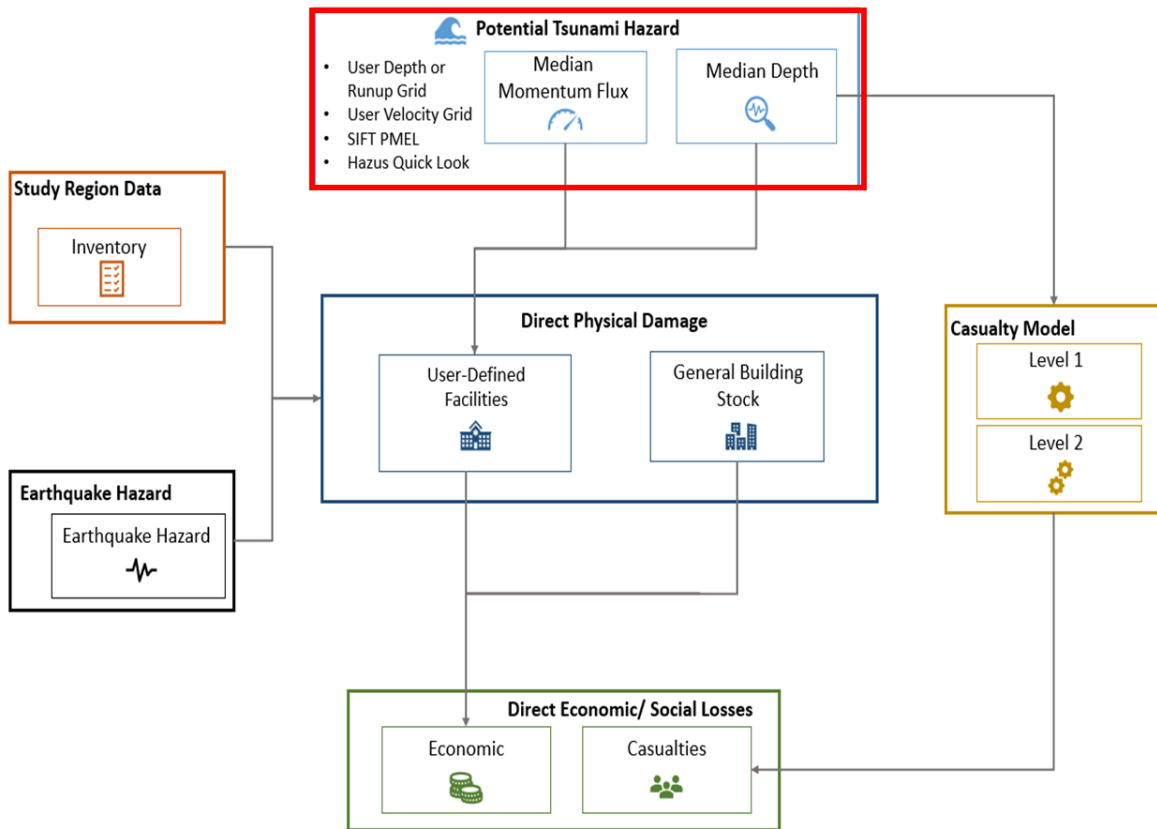 Potential Tsunami Hazard
• User Depth or
Runup Grid
• User Velocity Grid
• SIFT PMEL
• Hazus Quick Look
Median
Momentum Flux
Median Depth
Study Region Data
Inventory
Earthquake Hazard
Earthquake Hazard
Direct Physical Damage
User-Defined
Facilities
General Building
Stock
Casualty Model
Level 1
Level 2
Direct Economic/ Social Losses
Economic
Casualties